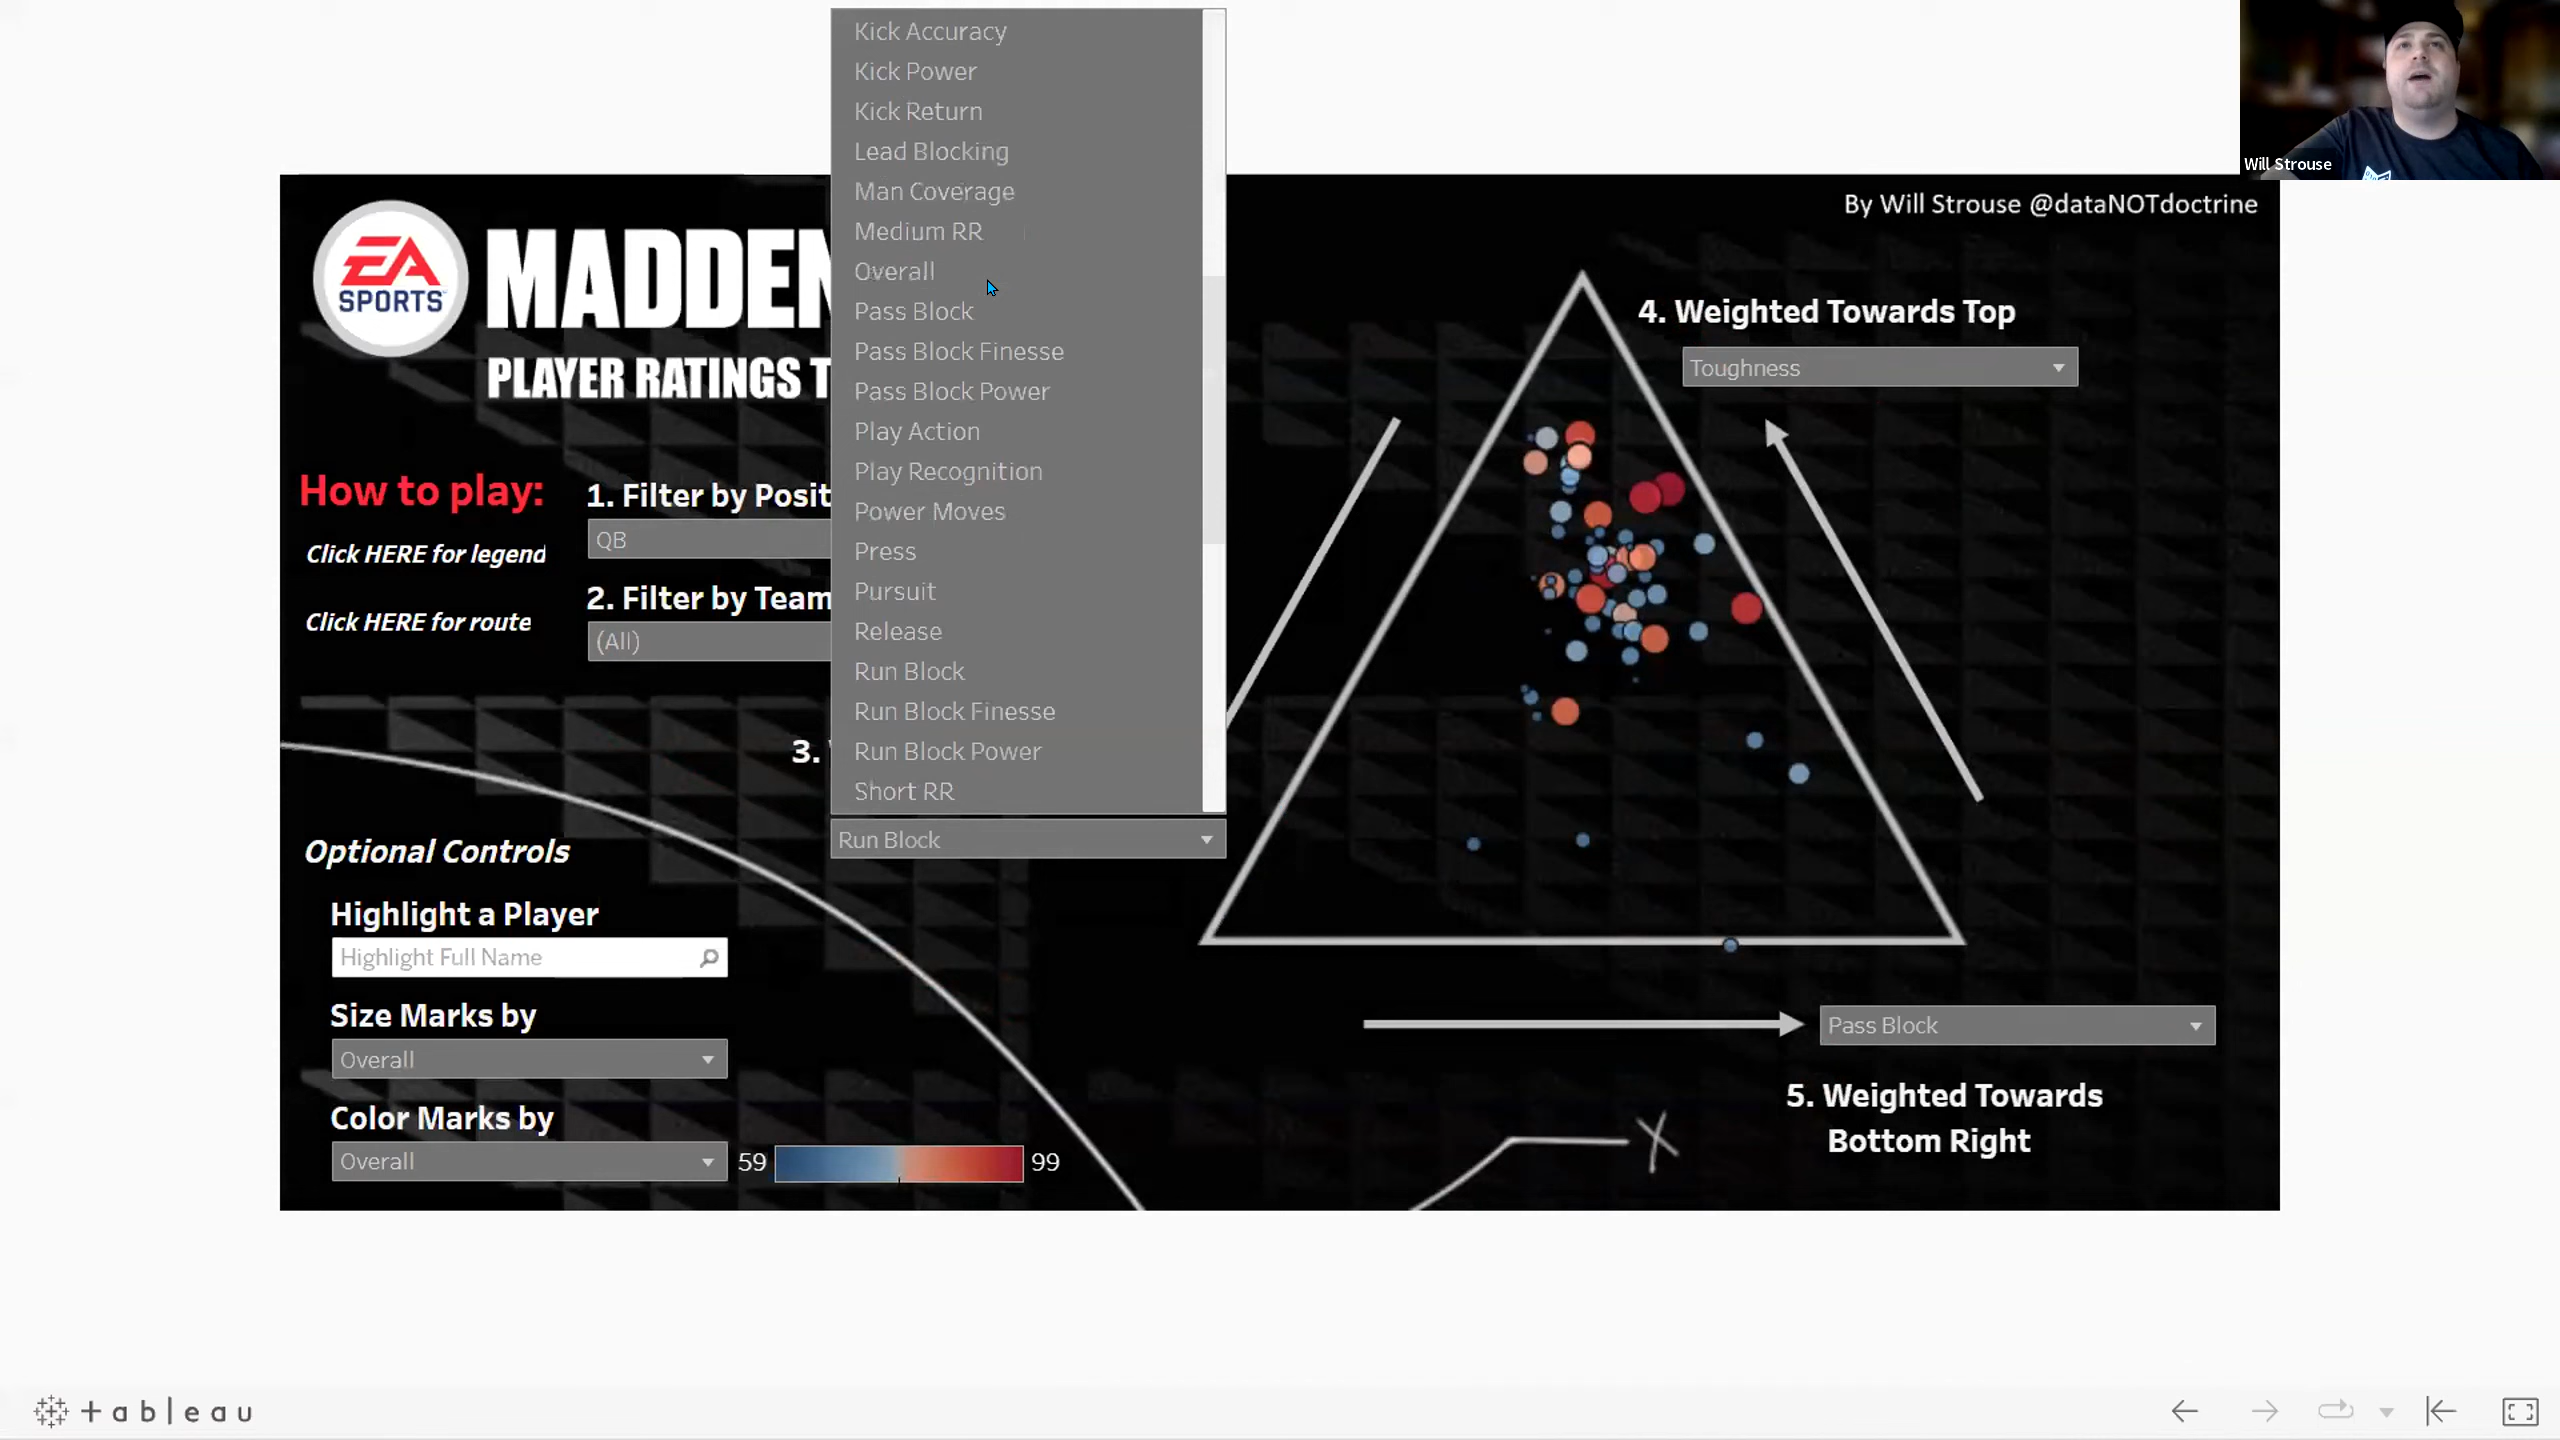 Kick Accuracy
Kick Power
Kick Return
Lead Blocking
Man Coverage
Medium RR
Overall
Pass Block
Pass Block Finesse
Pass Block Power
Play Action
Play Recognition
Power Moves
Press
Pursuit
Release
Run Block
Run Block Finesse
Run Block Power
Short RR
Run Block
Will Strouse
By Will Strouse @dataNOTdoctrine
EA
SPORTS
MADDEN
PLAYER RATINGS T
How to play:
Click HERE for legend
Click HERE for route
1. Filter by Posit
QB
2. Filter by Team
(All)
3.
4. Weighted Towards Top
Toughness
Optional Controls
Highlight a Player
Highlight Full Name
Size Marks by
Overall
Color Marks by
Overall
59
99
Pass Block
5. Weighted Towards
Bottom Right
X
+ a b | e a u